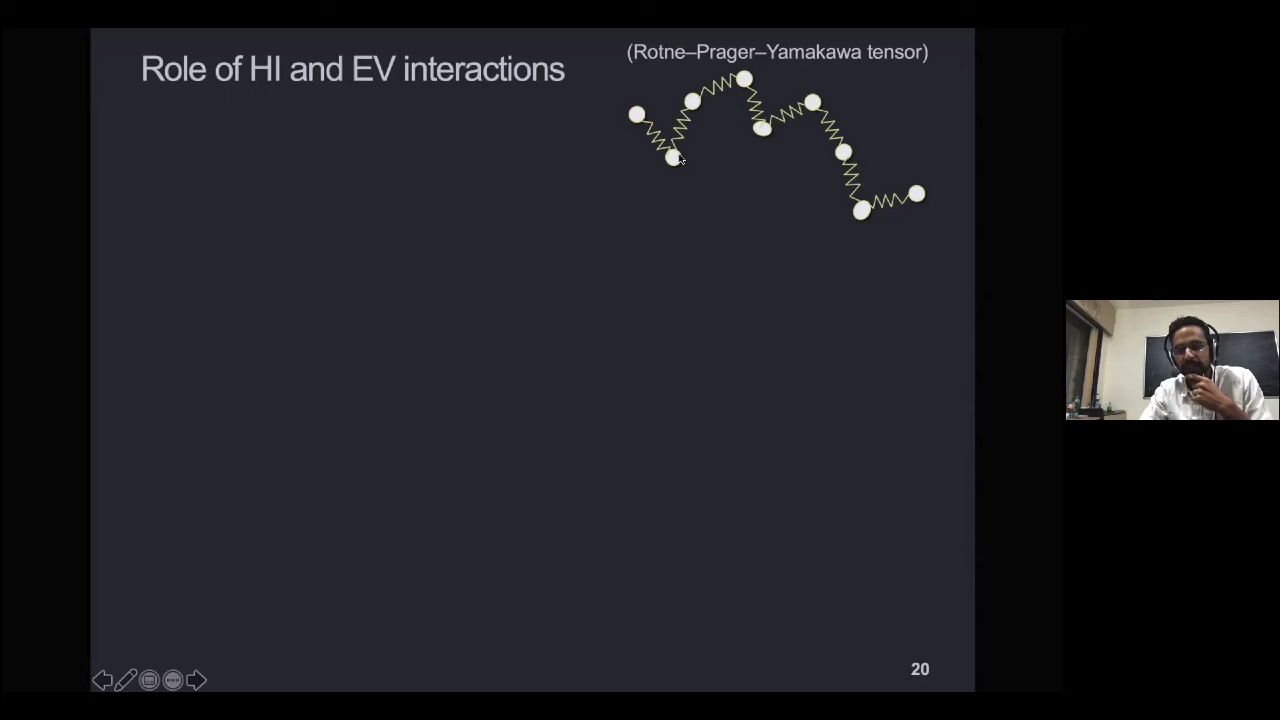 Role of HI and EV interactions
(Rotne–Prager–Yamakawa tensor)
20